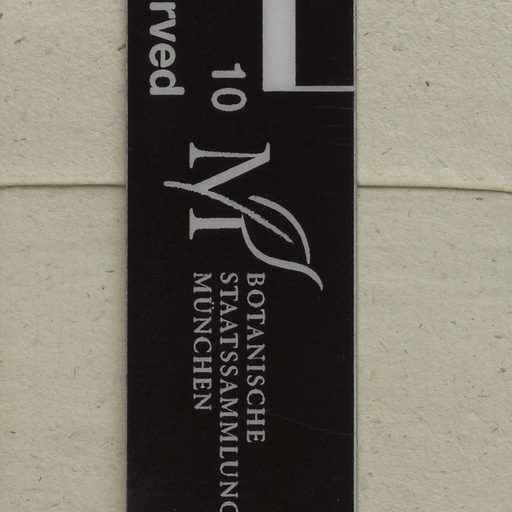 rved
10
BOTANISCHE
STAATSSAMMLUNG
MÜNCHEN